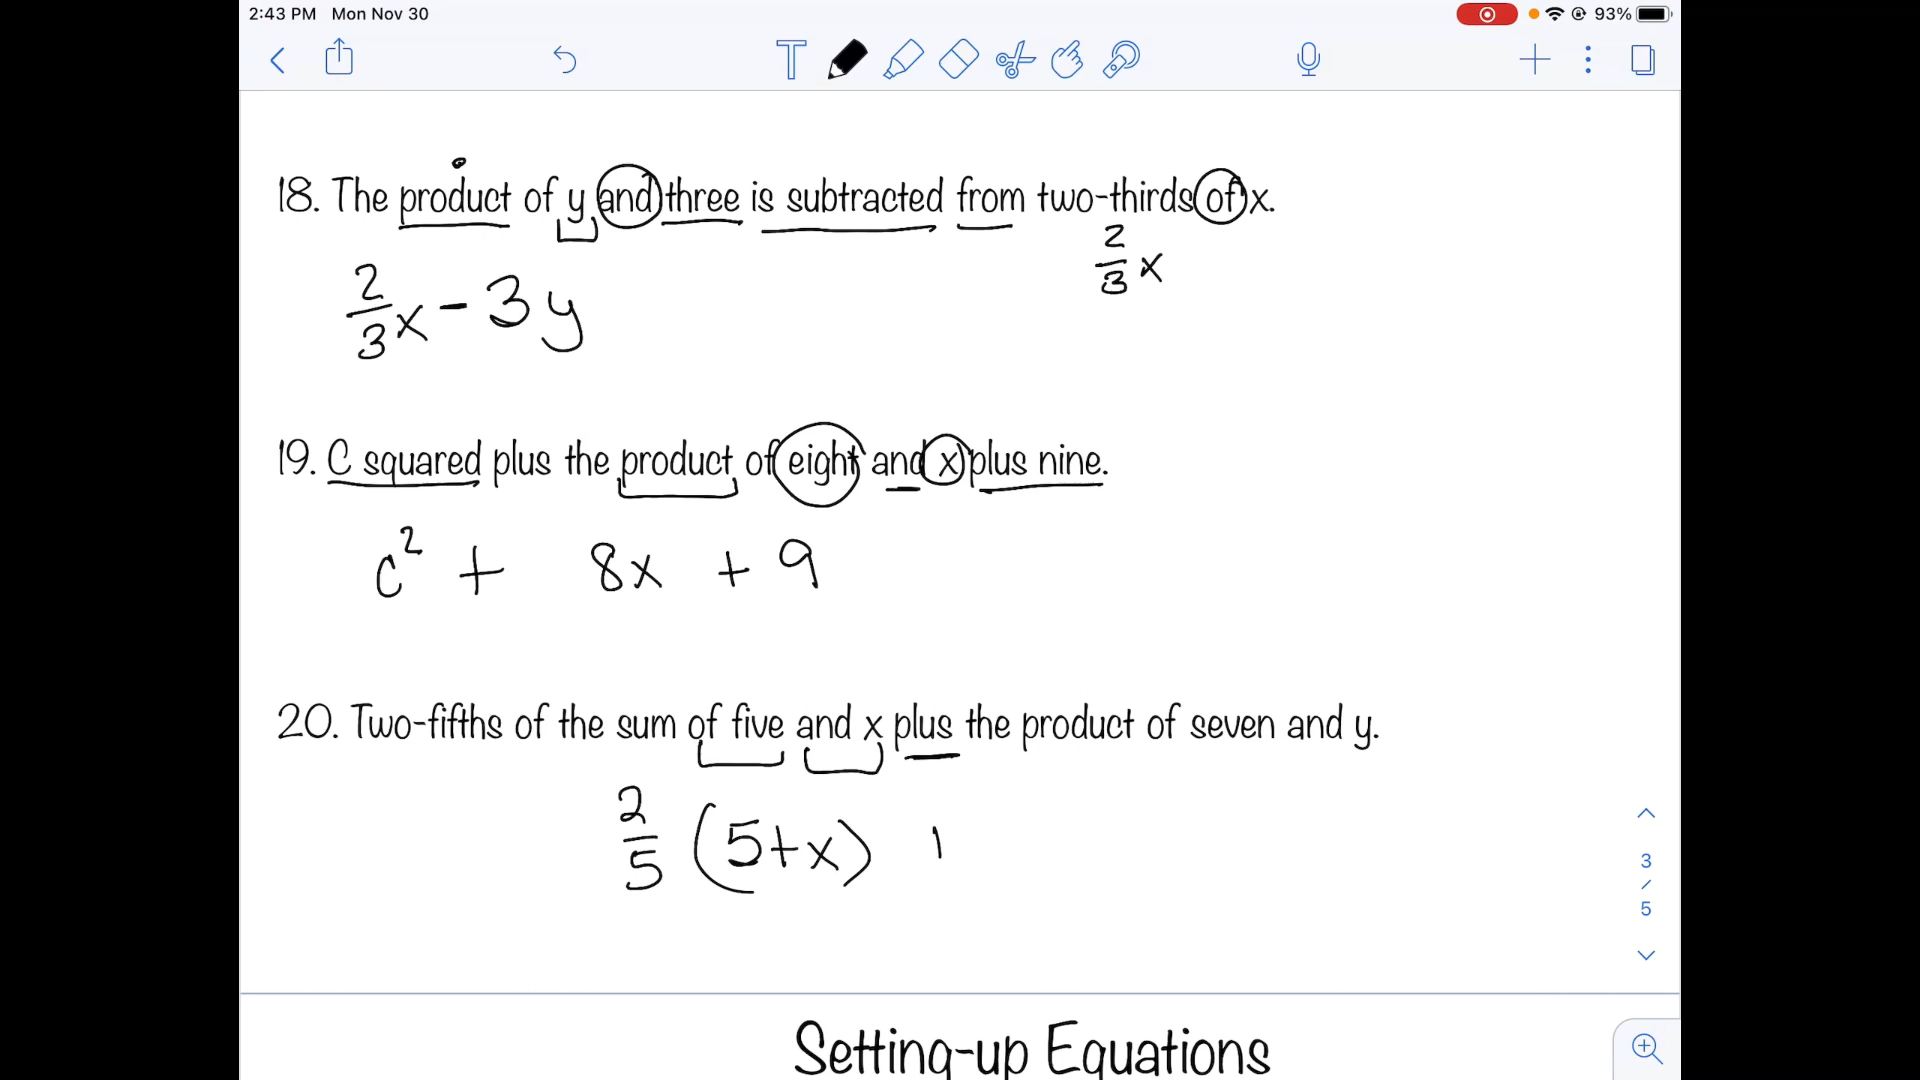 2:43 PM Mon Nov 30 93%
T
18. The product of y and three is subtracted from two-thirds of x.
2/3 x
2/3 x - 3y
19. C squared plus the product of eight and x plus nine.
c² + 8x + 9
20. Two-fifths of the sum of five and x plus the product of seven and y.
2/5 (5+x) 1
3
/
5
Setting-up Equations